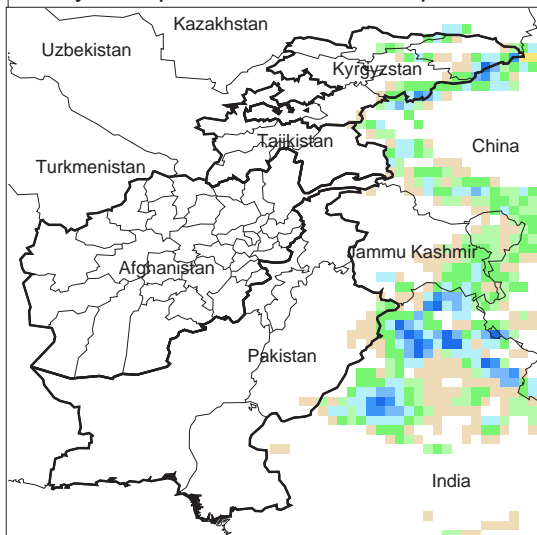 Kazakhstan
Uzbekistan
Kyrgyzstan
Tajikistan
China
Turkmenistan
Jammu Kashmir
Afghanistan
Pakistan
India